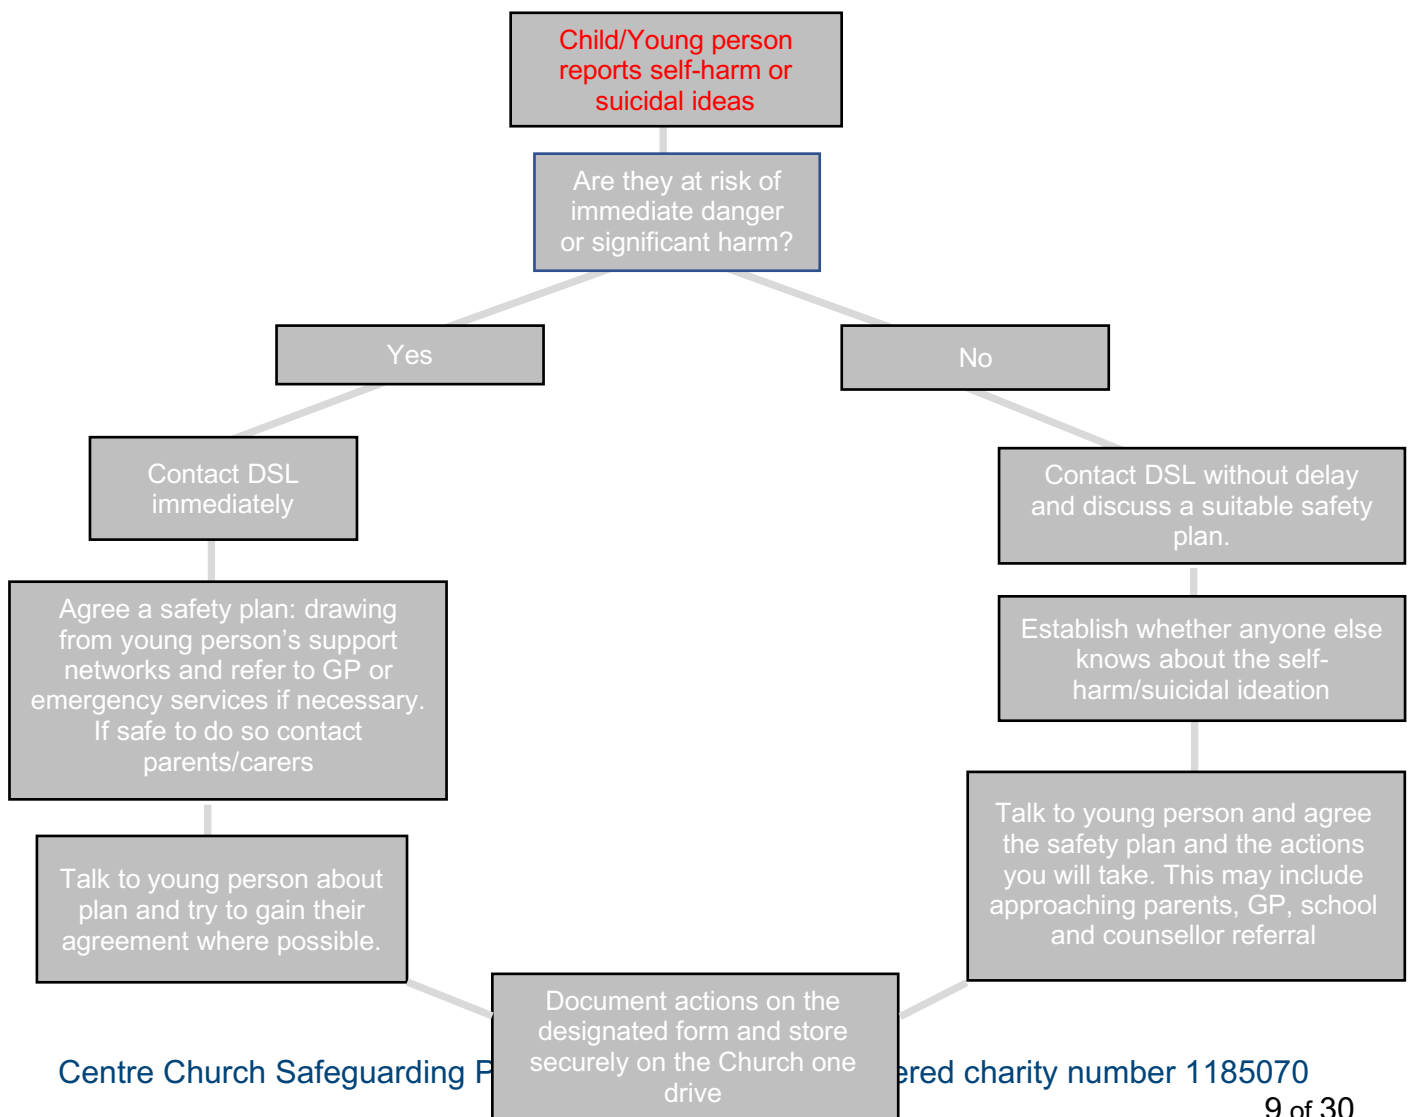 Child/Young person
reports self-harm or
suicidal ideas
Are they at risk of
immediate danger
or significant harm?
Yes
No
Contact DSL
immediately
Contact DSL without delay
and discuss a suitable safety
plan.
Agree a safety plan: drawing
from young person’s support
networks and refer to GP or
emergency services if necessary.
If safe to do so contact
parents/carers
Establish whether anyone else
knows about the self-
harm/suicidal ideation
Talk to young person about
plan and try to gain their
agreement where possible.
Talk to young person and agree
the safety plan and the actions
you will take. This may include
approaching parents, GP, school
and counsellor referral
Document actions on the
designated form and store
securely on the Church one
drive
Centre Church Safeguarding P ered charity number 1185070
9 of 30